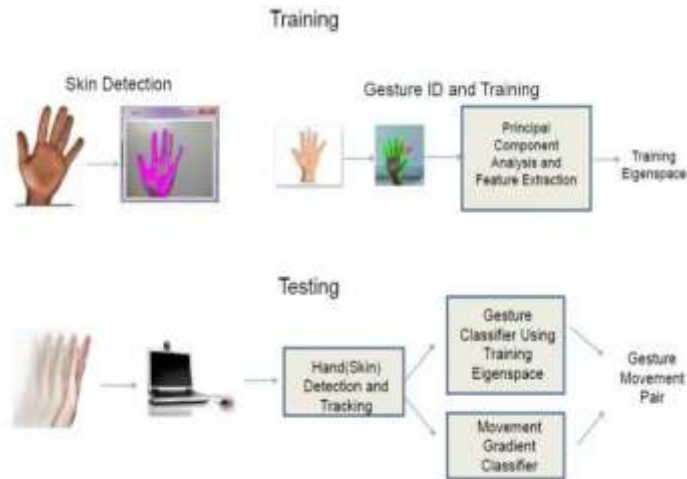 Training
Skin Detection
Gesture ID and Training
Principal
Component
Analysis and
Feature Extraction
Training
Eigenspace
Testing
Hand(Skin)
Detection and
Tracking
Gesture
Classifier Using
Training
Eigenspace
Movement
Gradient
Classifier
Gesture
Movement
Pair